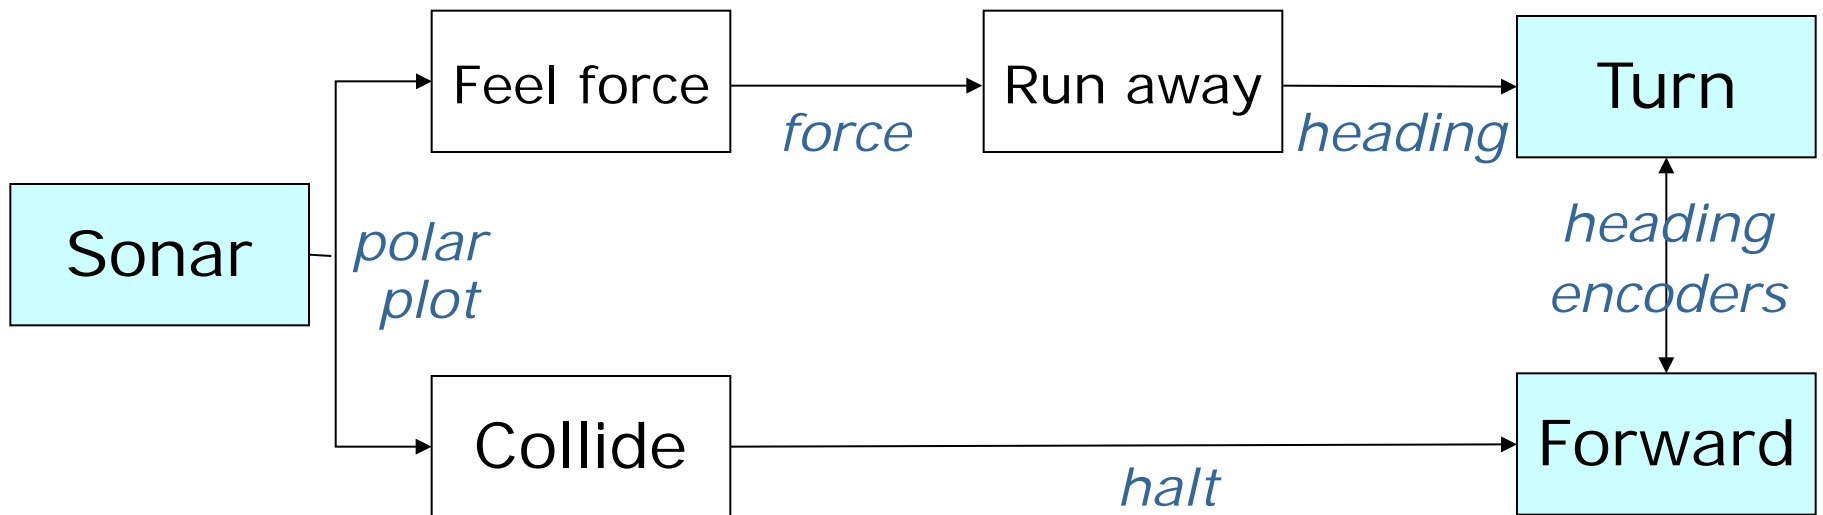 Feel force
Run away
Turn
force
heading
Sonar
polar
plot
heading
encoders
Collide
Forward
halt